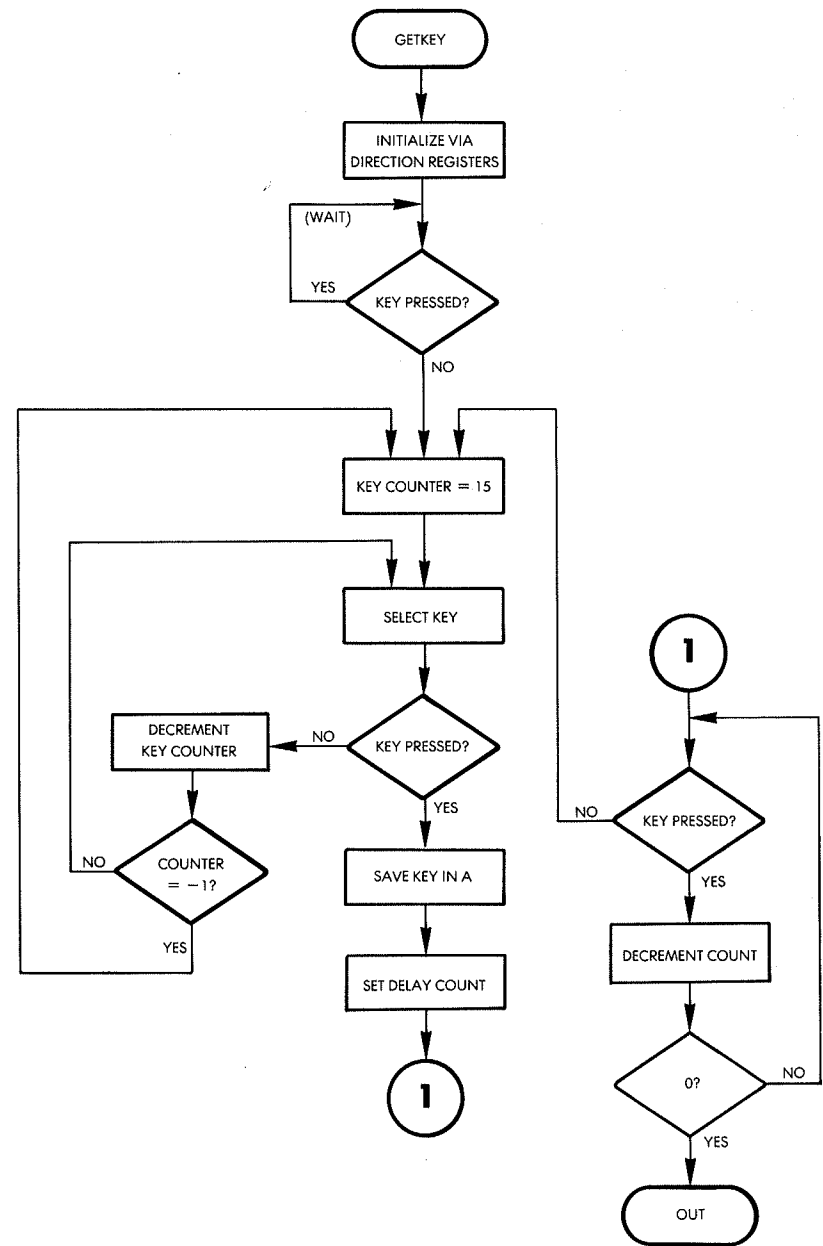 GETKEY
INITIALIZE VIA
DIRECTION REGISTERS
(WAIT)
YES
KEY PRESSED?
NO
KEY COUNTER = 15
SELECT KEY
DECREMENT
KEY COUNTER
NO
KEY PRESSED?
YES
NO
COUNTER
= −1?
YES
SAVE KEY IN A
SET DELAY COUNT
1
1
NO
KEY PRESSED?
YES
DECREMENT COUNT
0?
NO
YES
OUT